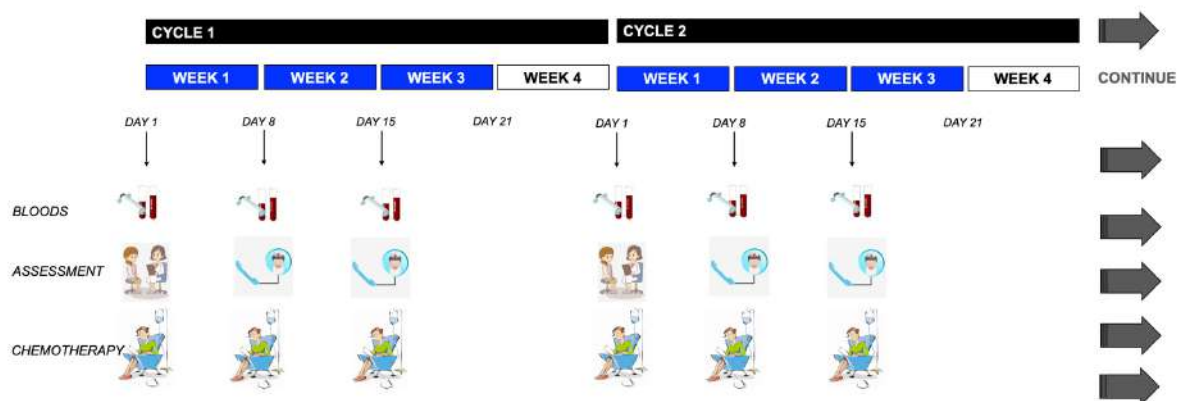 CYCLE 1 CYCLE 2
WEEK 1 WEEK 2 WEEK 3 WEEK 4 WEEK 1 WEEK 2 WEEK 3 WEEK 4 CONTINUE
DAY 1 DAY 8 DAY 15 DAY 21 DAY 1 DAY 8 DAY 15 DAY 21
BLOODS
ASSESSMENT
CHEMOTHERAPY